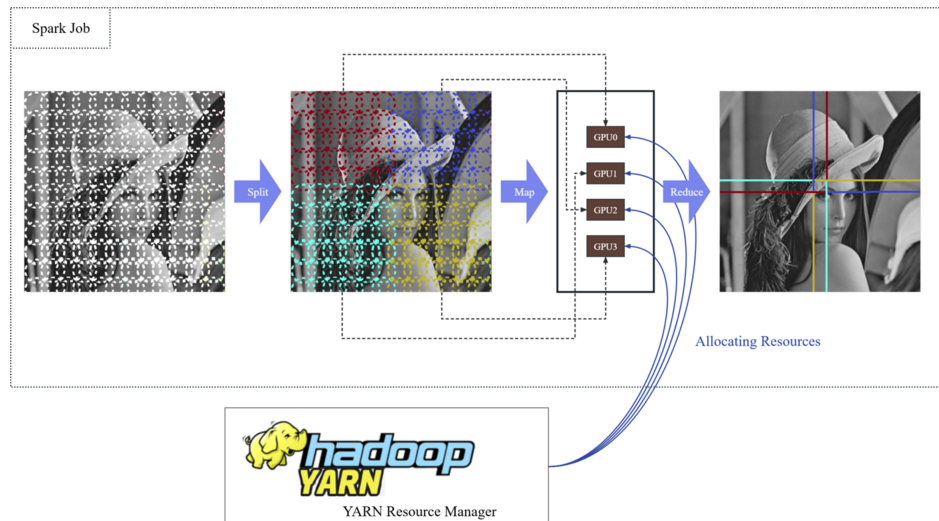 Spark Job
Split
Map
GPU0
GPU1
GPU2
GPU3
Reduce
Allocating Resources
hadoop
YARN
YARN Resource Manager